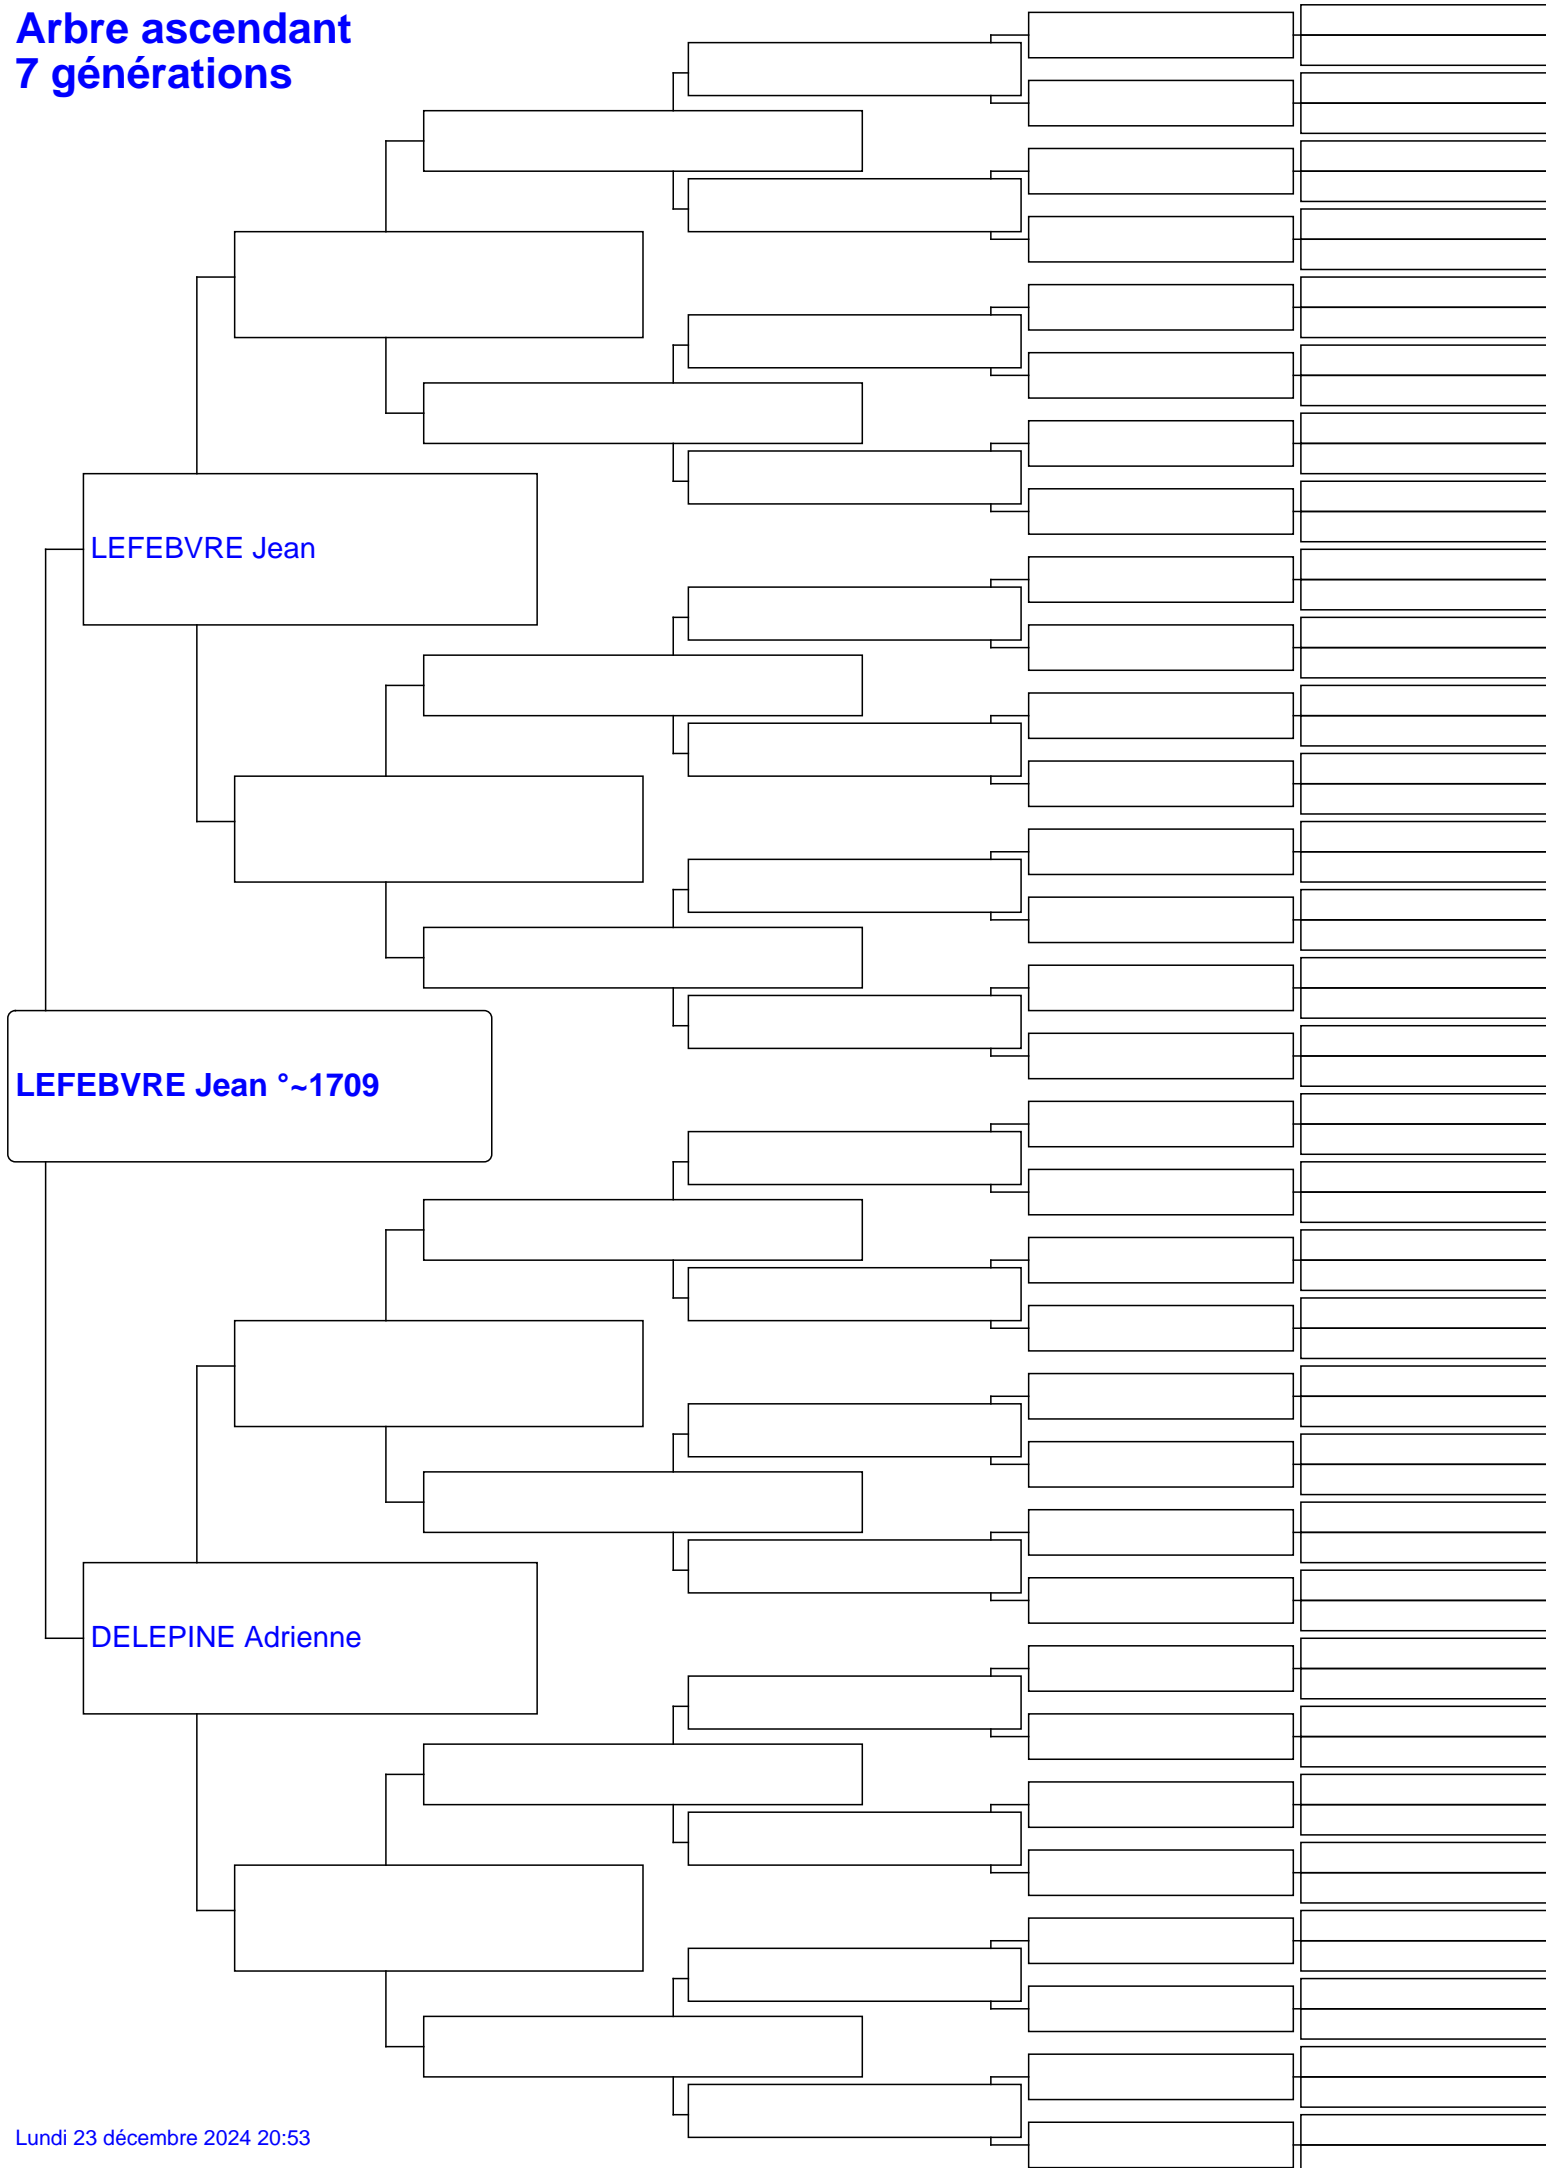 Arbre ascendant
7 générations
LEFEBVRE Jean
LEFEBVRE Jean °~1709
DELEPINE Adrienne
Lundi 23 décembre 2024 20:53